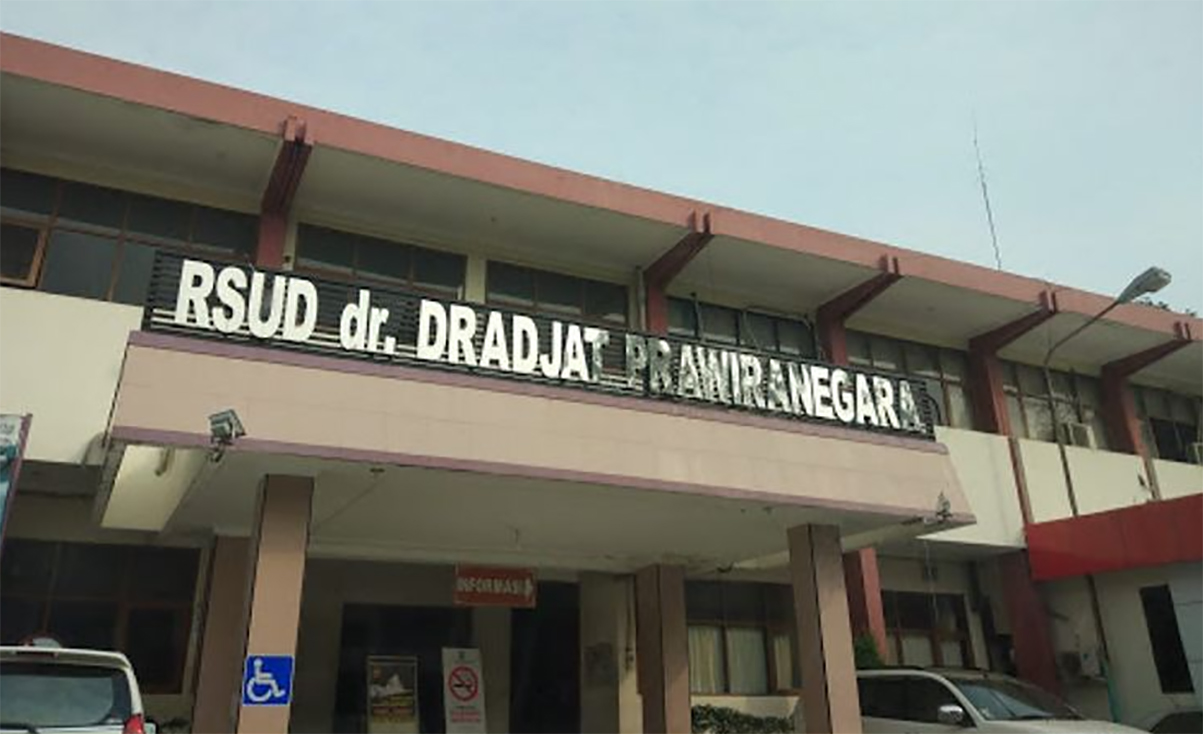 RSUD dr. DRADJAT PRAWIRANEGARA
INFORMASI